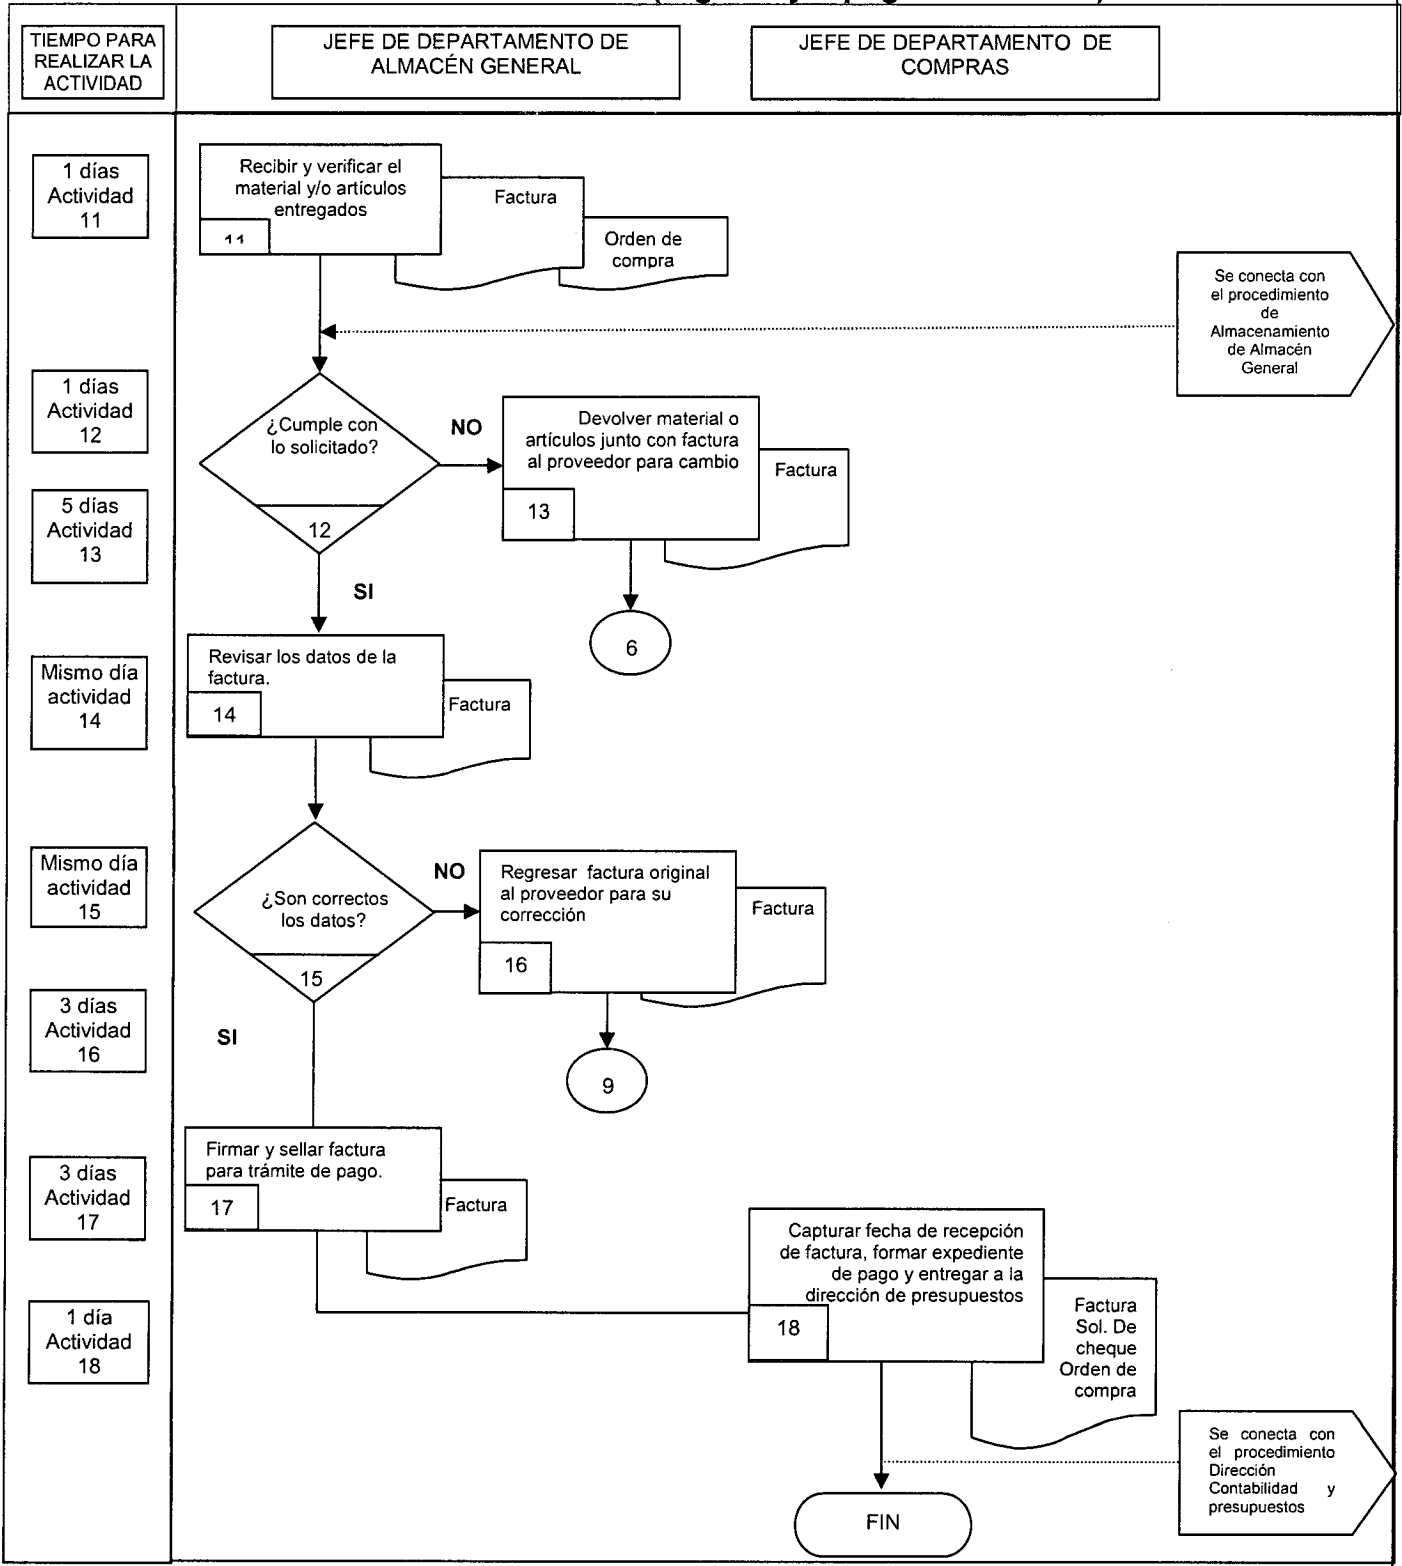 TIEMPO PARA
REALIZAR LA
ACTIVIDAD
JEFE DE DEPARTAMENTO DE
ALMACÉN GENERAL
JEFE DE DEPARTAMENTO DE
COMPRAS
1 días
Actividad
11
Recibir y verificar el
material y/o artículos
entregados
11
Factura
Orden de
compra
Se conecta con
el procedimiento
de
Almacenamiento
de Almacén
General
1 días
Actividad
12
¿Cumple con
lo solicitado?
12
NO
Devolver material o
artículos junto con factura
al proveedor para cambio
13
Factura
5 días
Actividad
13
SI
6
Mismo día
actividad
14
Revisar los datos de la
factura.
14
Factura
Mismo día
actividad
15
¿Son correctos
los datos?
15
NO
Regresar factura original
al proveedor para su
corrección
16
Factura
3 días
Actividad
16
SI
9
3 días
Actividad
17
Firmar y sellar factura
para trámite de pago.
17
Factura
1 día
Actividad
18
Capturar fecha de recepción
de factura, formar expediente
de pago y entregar a la
dirección de presupuestos
18
Factura
Sol. De
cheque
Orden de
compra
Se conecta con
el procedimiento
Dirección
Contabilidad y
presupuestos
FIN